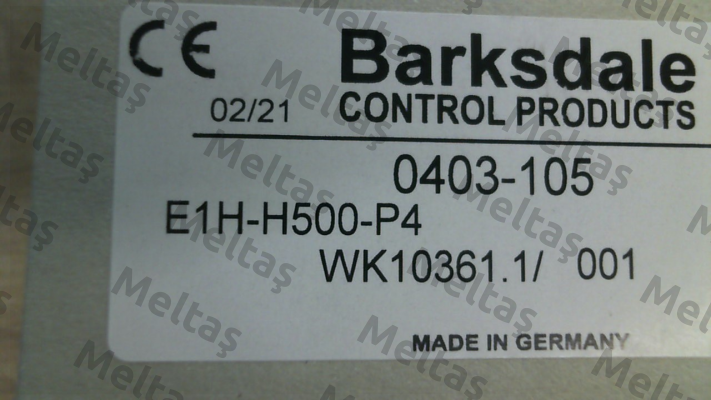 CE Barksdale
02/21 CONTROL PRODUCTS
0403-105
E1H-H500-P4
WK10361.1/ 001
MADE IN GERMANY
Meltaş